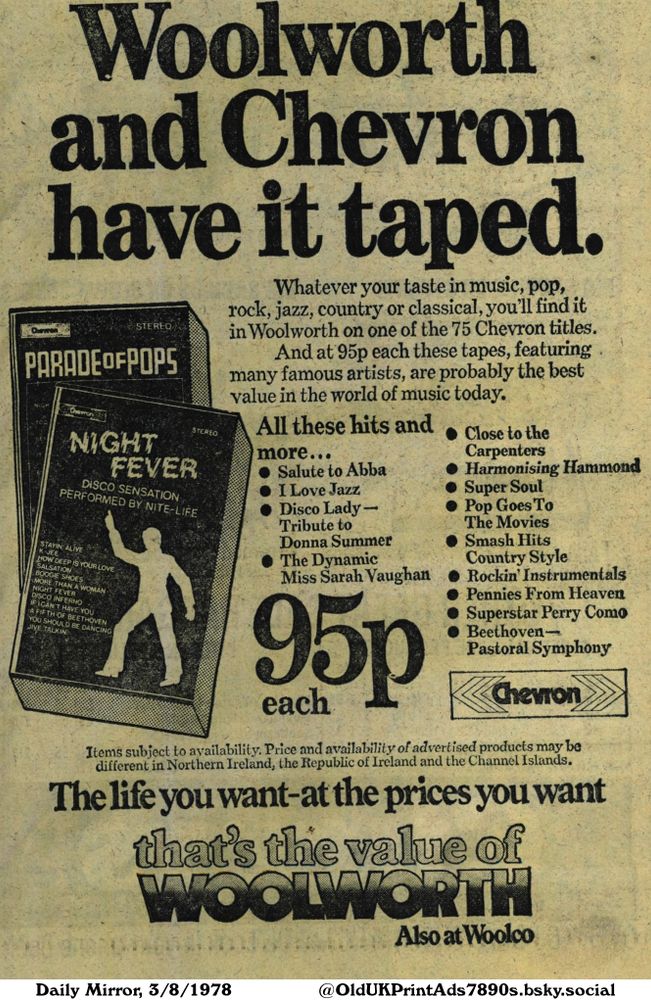 Woolworth
and Chevron
have it taped.
Whatever your taste in music, pop,
rock, jazz, country or classical, you'll find it
in Woolworth on one of the 75 Chevron titles.
And at 95p each these tapes, featuring
many famous artists, are probably the best
value in the world of music today.
Chevron STEREO
PARADE OF POPS
Chevron STEREO
NIGHT
FEVER
DISCO SENSATION
PERFORMED BY NITE-LIFE
STAYIN' ALIVE
K-JEE
HOW DEEP IS YOUR LOVE
SALSATION
BOOGIE SHOES
MORE THAN A WOMAN
NIGHT FEVER
DISCO INFERNO
IF I CAN'T HAVE YOU
A FIFTH OF BEETHOVEN
YOU SHOULD BE DANCING
JIVE TALKIN'
All these hits and
more...
● Salute to Abba
● I Love Jazz
● Disco Lady—
Tribute to
Donna Summer
● The Dynamic
Miss Sarah Vaughan
● Close to the
Carpenters
● Harmonising Hammond
● Super Soul
● Pop Goes To
The Movies
● Smash Hits
Country Style
● Rockin' Instrumentals
● Pennies From Heaven
● Superstar Perry Como
● Beethoven—
Pastoral Symphony
95p
each
Chevron
Items subject to availability. Price and availability of advertised products may be
different in Northern Ireland, the Republic of Ireland and the Channel Islands.
The life you want-at the prices you want
that's the value of
WOOLWORTH
Also at Woolco
Daily Mirror, 3/8/1978 @OldUKPrintAds7890s.bsky.social